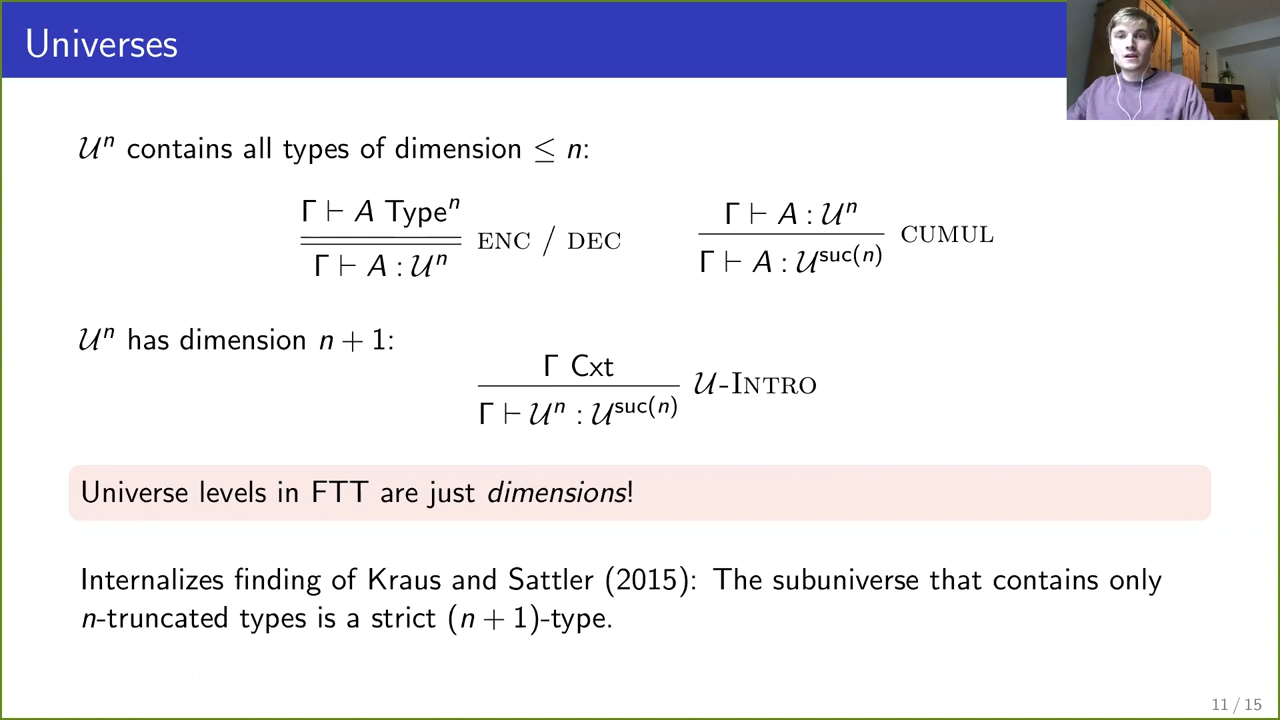 Universes
𝒰ⁿ contains all types of dimension ≤ n:
Γ ⊢ A Typeⁿ
Γ ⊢ A : 𝒰ⁿ
ENC / DEC
Γ ⊢ A : 𝒰ⁿ
Γ ⊢ A : 𝒰^suc(n)
CUMUL
𝒰ⁿ has dimension n + 1:
Γ Cxt
Γ ⊢ 𝒰ⁿ : 𝒰^suc(n)
𝒰-INTRO
Universe levels in FTT are just dimensions!
Internalizes finding of Kraus and Sattler (2015): The subuniverse that contains only
n-truncated types is a strict (n + 1)-type.
11 / 15